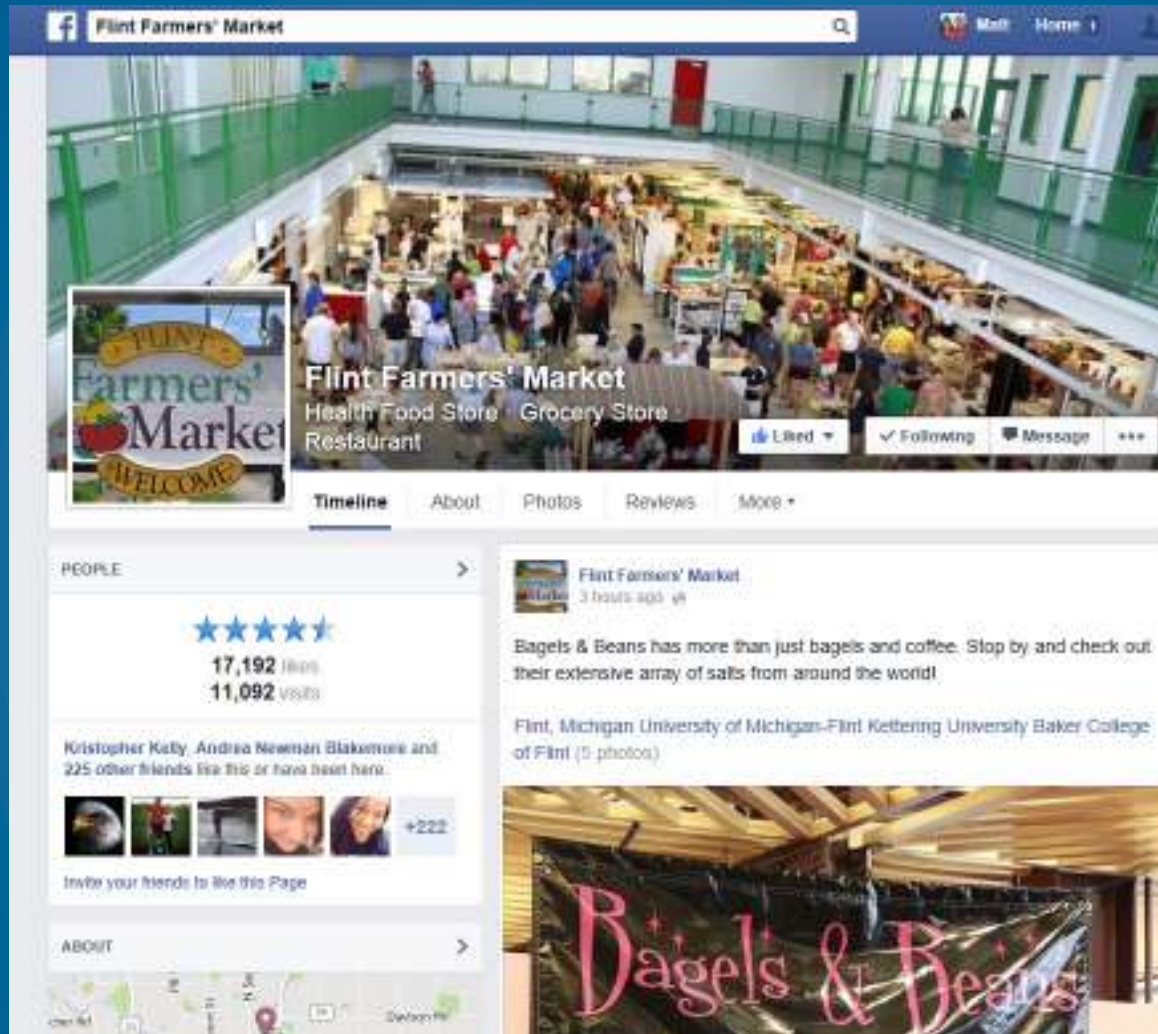 Flint Farmers' Market
Matt Home
FLINT
Farmers'
Market
WELCOME
Flint Farmers' Market
Health Food Store · Grocery Store ·
Restaurant
Liked
Following
Message
Timeline About Photos Reviews More
PEOPLE
17,192 likes
11,092 visits
Kristopher Kelly, Andrea Newman Blakemore and
225 other friends like this or have been here.
+222
Invite your friends to like this Page
ABOUT
Flint Farmers' Market
3 hours ago
Bagels & Beans has more than just bagels and coffee. Stop by and check out
their extensive array of salts from around the world!
Flint, Michigan University of Michigan-Flint Kettering University Baker College
of Flint (5 photos)
Bagels & Beans